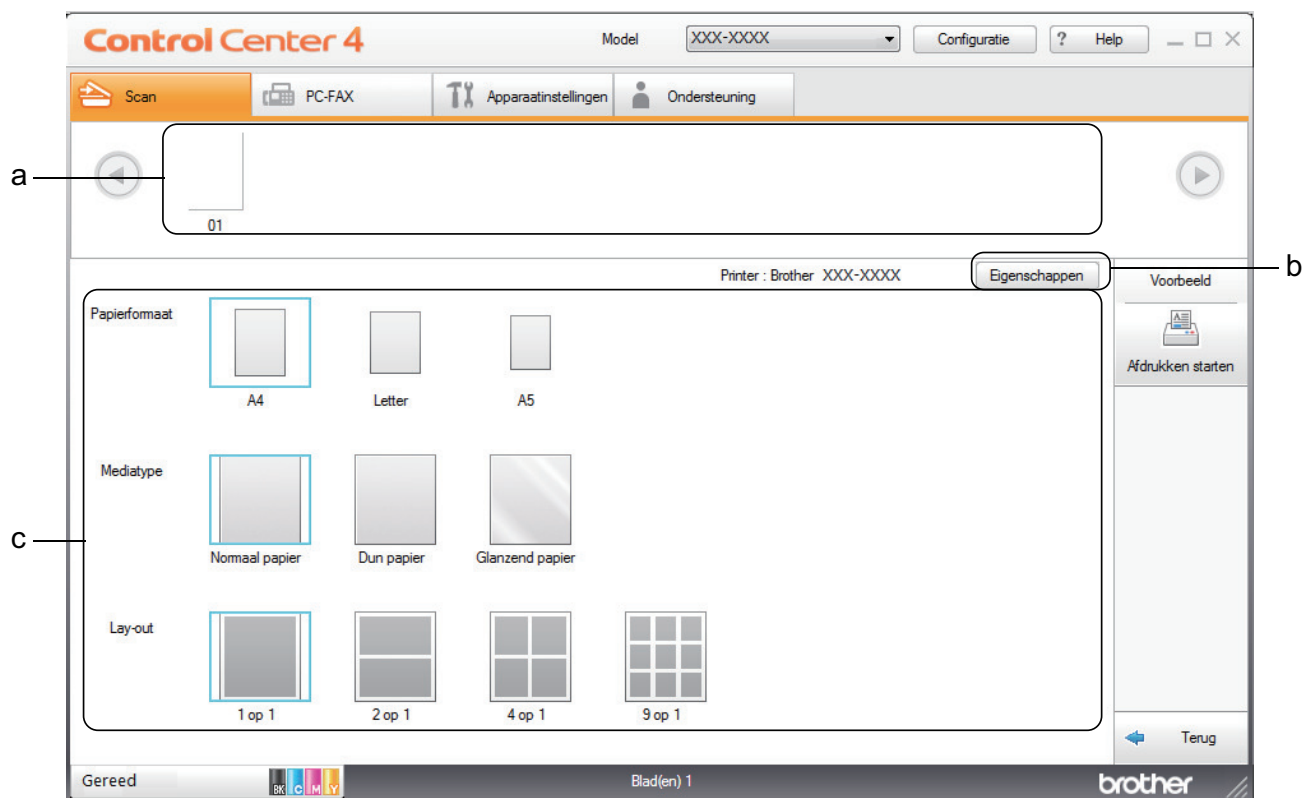 Control Center 4 Model XXX-XXXX Configuratie ? Help
Scan PC-FAX Apparaatinstellingen Ondersteuning
a
01
Printer : Brother XXX-XXXX Eigenschappen
b
Voorbeeld
Afdrukken starten
Papierformaat
A4 Letter A5
Mediatype
c
Normaal papier Dun papier Glanzend papier
Lay-out
1 op 1 2 op 1 4 op 1 9 op 1
Terug
Gereed BK C M Y Blad(en) 1 brother